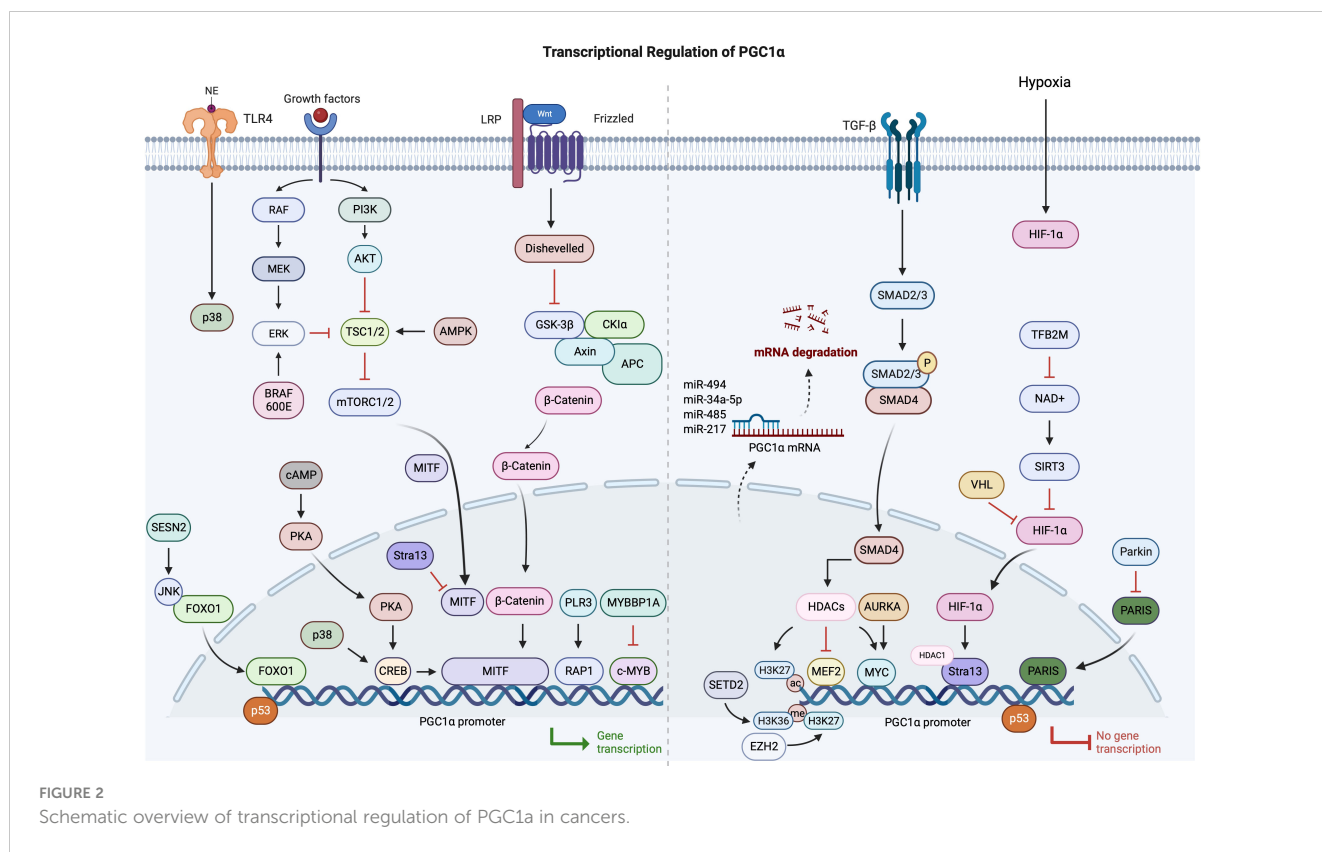 Transcriptional Regulation of PGC1α
NE
TLR4
Growth factors
LRP
Wnt
Frizzled
RAF
PI3K
MEK
AKT
p38
ERK
TSC1/2
AMPK
BRAF
600E
mTORC1/2
Dishevelled
GSK-3β
CKIα
Axin
APC
β-Catenin
MITF
β-Catenin
cAMP
PKA
SESN2
JNK
FOXO1
Stra13
PKA
MITF
β-Catenin
PLR3
MYBBP1A
p38
FOXO1
CREB
MITF
RAP1
c-MYB
p53
PGC1α promoter
Gene
transcription
Hypoxia
TGF-β
HIF-1α
SMAD2/3
mRNA degradation
SMAD2/3
P
SMAD4
miR-494
miR-34a-5p
miR-485
miR-217
PGC1α mRNA
TFB2M
NAD+
SIRT3
VHL
HIF-1α
SMAD4
Parkin
HDACs
AURKA
HIF-1α
PARIS
HDAC1
H3K27
ac
MEF2
MYC
Stra13
PARIS
SETD2
me
H3K36
H3K27
EZH2
PGC1α promoter
p53
No gene
transcription
FIGURE 2
Schematic overview of transcriptional regulation of PGC1a in cancers.